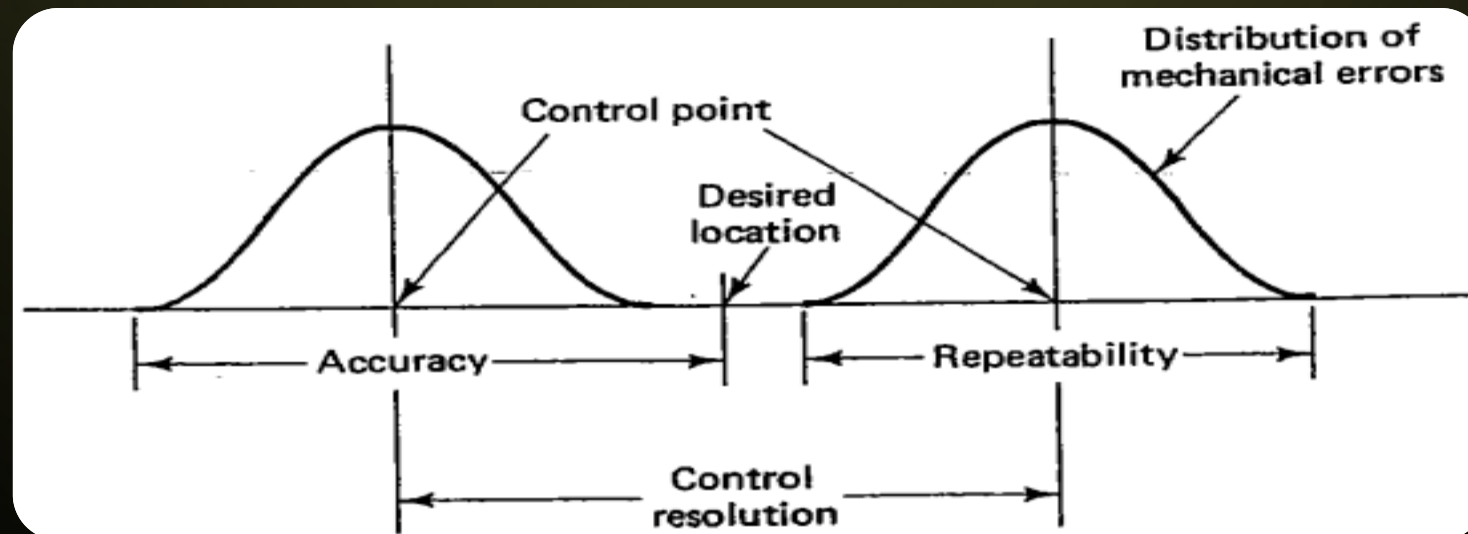 Distribution of
mechanical errors
Control point
Desired
location
Accuracy
Repeatability
Control
resolution